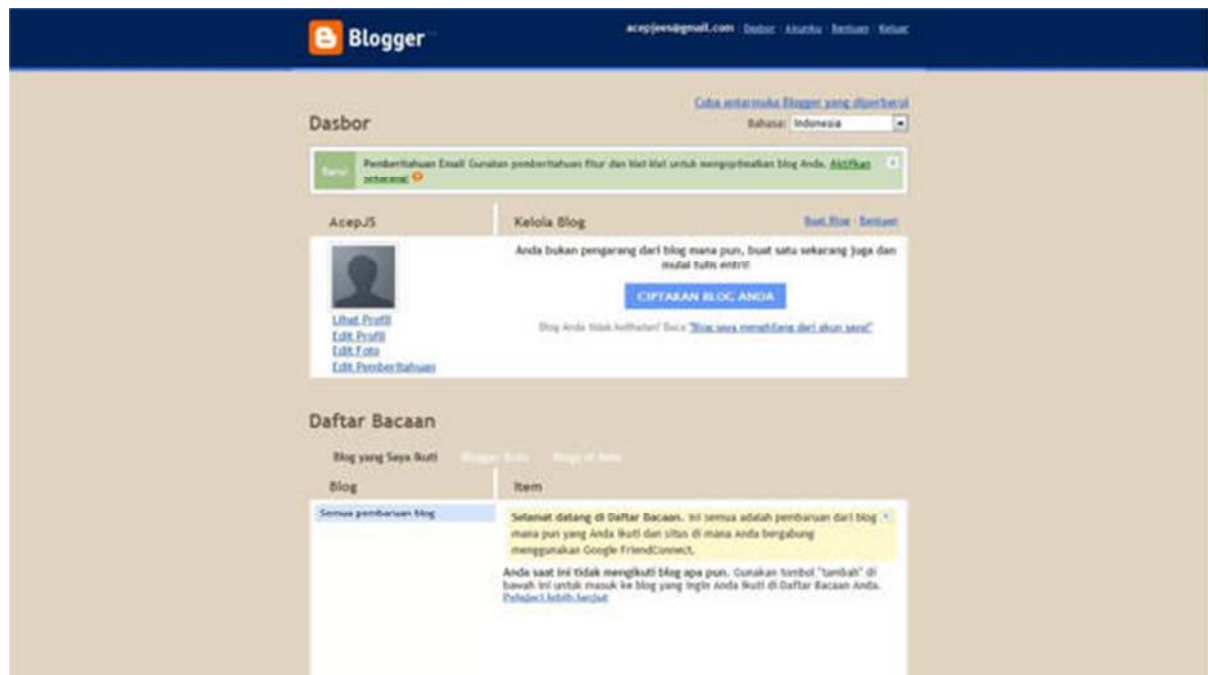 Blogger
acepjees@gmail.com Dasbor Akunku Bantuan Keluar
Coba antarmuka Blogger yang diperbarui
Dasbor
Bahasa: Indonesia
Baru! Pemberitahuan Email Gunakan pemberitahuan fitur dan kiat-kiat untuk mengoptimalkan blog Anda. Aktifkan
sekarang!
AcepJS
Kelola Blog
Buat Blog - Bantuan
Anda bukan pengarang dari blog mana pun, buat satu sekarang juga dan
mulai tulis entri!
CIPTAKAN BLOG ANDA
Blog Anda tidak kelihatan? Baca "Blog saya menghilang dari akun saya!"
Lihat Profil
Edit Profil
Edit Foto
Edit Pemberitahuan
Daftar Bacaan
Blog yang Saya Ikuti Blogger Buzz Blogs of Note
Blog
Item
Semua pembaruan blog
Selamat datang di Daftar Bacaan. Ini semua adalah pembaruan dari blog
mana pun yang Anda ikuti dan situs di mana Anda bergabung
menggunakan Google FriendConnect.
Anda saat ini tidak mengikuti blog apa pun. Gunakan tombol "tambah" di
bawah ini untuk masuk ke blog yang ingin Anda ikuti di Daftar Bacaan Anda.
Pelajari lebih lanjut